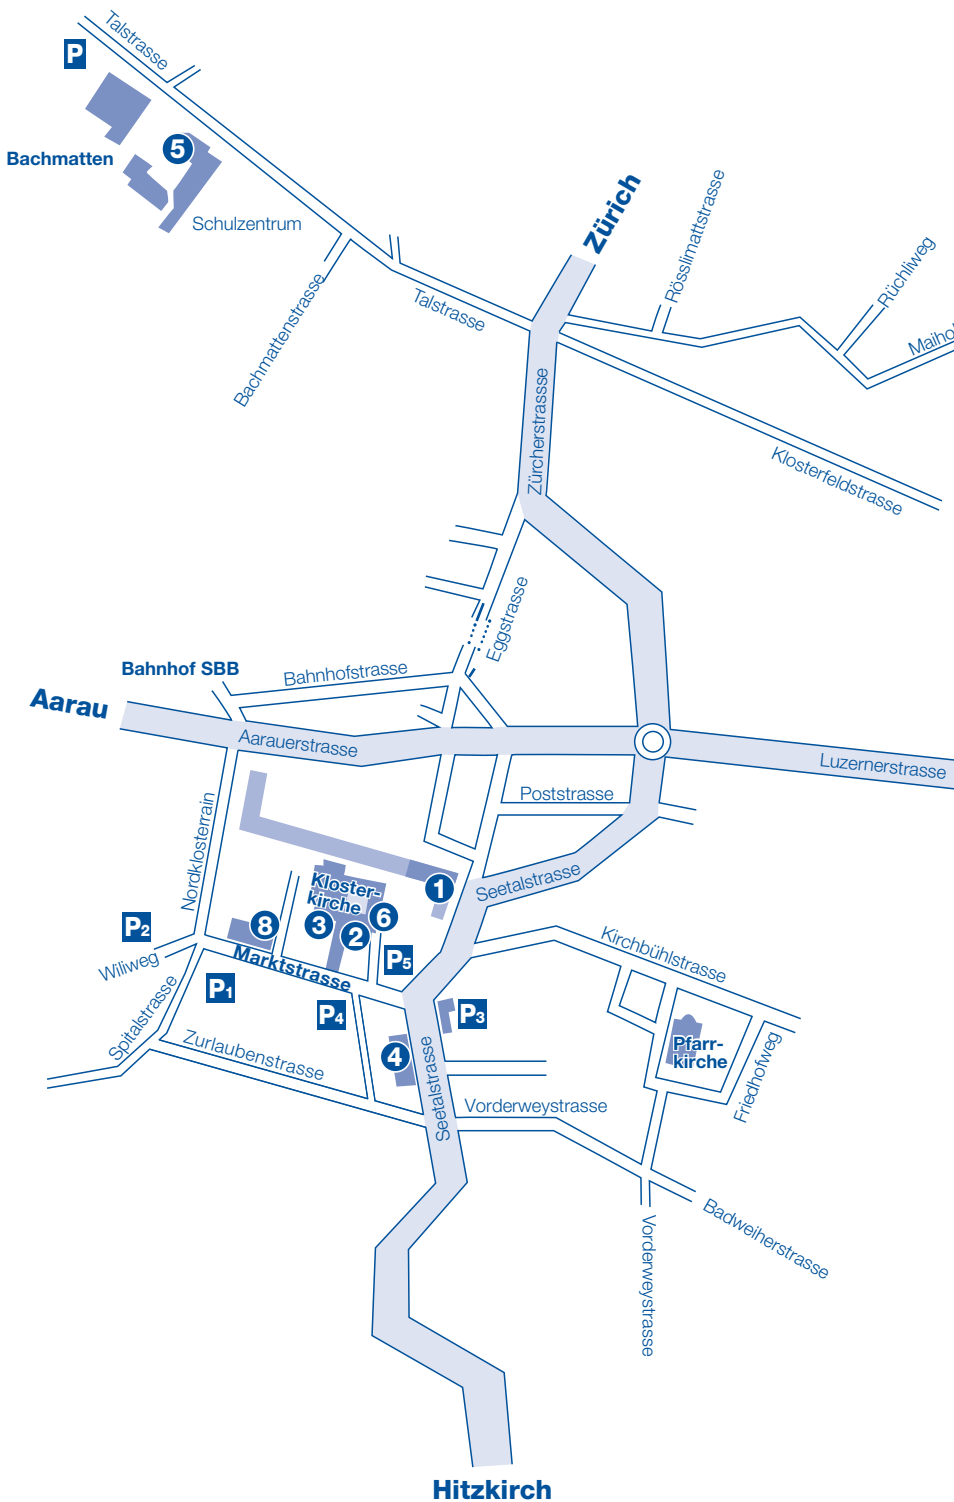 Talstrasse
P
5
Bachmatten
Schulzentrum
Zürich
Rösslimattstrasse
Rüchliweg
Talstrasse
Bachmattenstrasse
Maihol
Zürcherstrassse
Klosterfeldstrasse
Eggstrasse
Bahnhof SBB
Bahnhofstrasse
Aarau
Aarauerstrasse
Luzernerstrasse
Poststrasse
Nordklosterrain
Seetalstrasse
Kloster-
kirche
1
3
2
6
8
P2
Wiliweg
Marktstrasse
P5
Kirchbühlstrasse
P1
P4
P3
Spitalstrasse
Zurlaubenstrasse
4
Seetalstrasse
Pfarr-
kirche
Friedhofweg
Vorderweystrasse
Badweiherstrasse
Vorderweystrasse
Hitzkirch